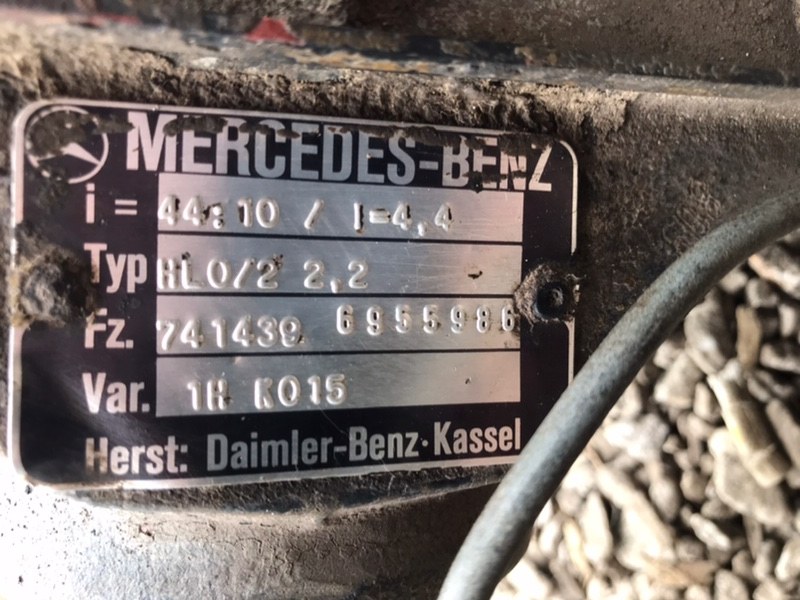 MERCEDES-BENZ
i = 44:10 / I=4,4
Typ HL0/2 2,2
Fz. 741439 6955986
Var. 1H K015
Herst: Daimler-Benz·Kassel